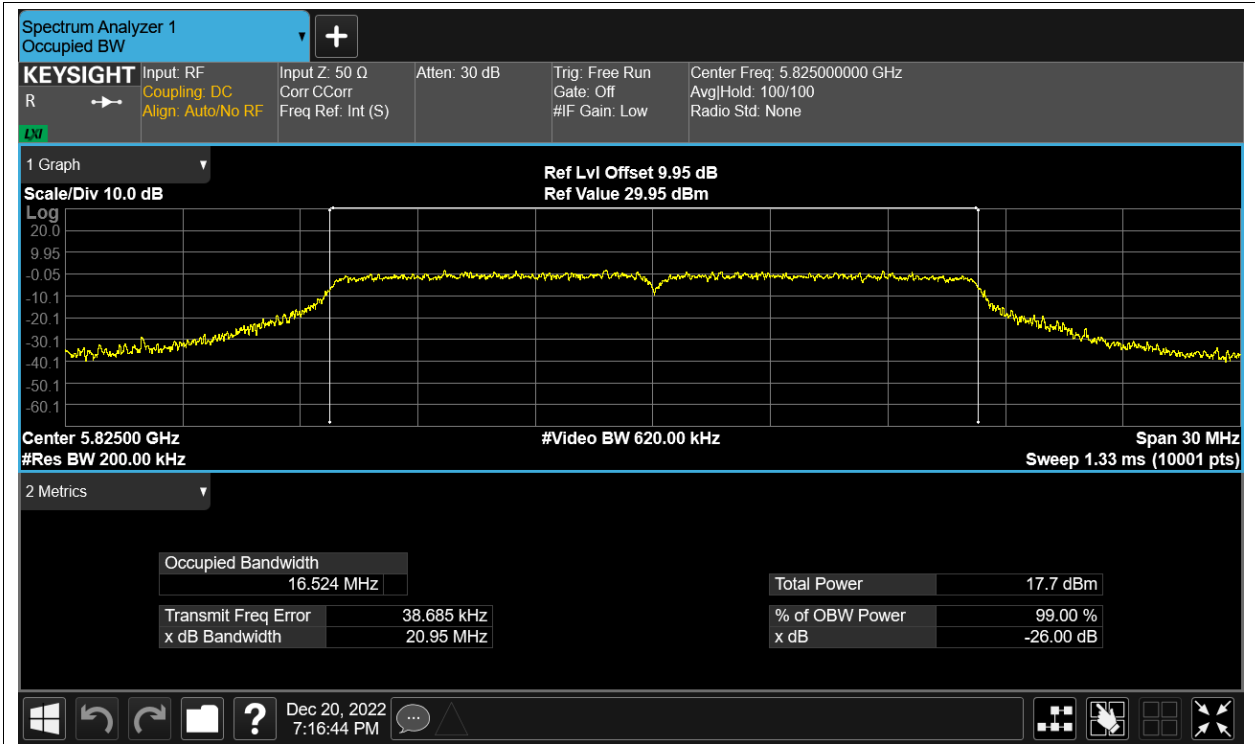 Spectrum Analyzer 1
Occupied BW
▼
+
KEYSIGHT
R
LXI
Input: RF
Coupling: DC
Align: Auto/No RF
Input Z: 50 Ω
Corr CCorr
Freq Ref: Int (S)
Atten: 30 dB
Trig: Free Run
Gate: Off
#IF Gain: Low
Center Freq: 5.825000000 GHz
Avg|Hold: 100/100
Radio Std: None
1 Graph ▼
Scale/Div 10.0 dB
Ref Lvl Offset 9.95 dB
Ref Value 29.95 dBm
Log
20.0
9.95
-0.05
-10.1
-20.1
-30.1
-40.1
-50.1
-60.1
Center 5.82500 GHz
#Res BW 200.00 kHz
#Video BW 620.00 kHz
Span 30 MHz
Sweep 1.33 ms (10001 pts)
2 Metrics ▼
Occupied Bandwidth
16.524 MHz
Transmit Freq Error 38.685 kHz
x dB Bandwidth 20.95 MHz
Total Power 17.7 dBm
% of OBW Power 99.00 %
x dB -26.00 dB
?
Dec 20, 2022
7:16:44 PM